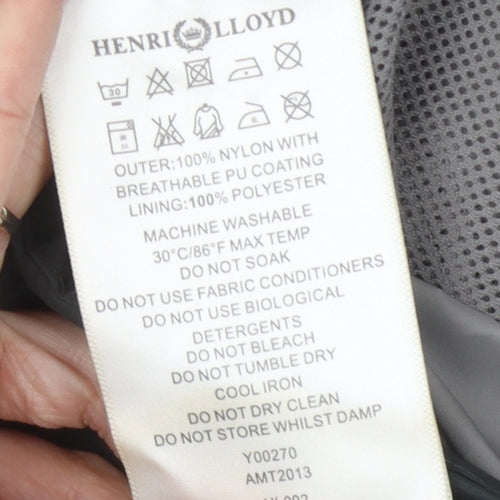 HENRI LLOYD
30
OUTER:100% NYLON WITH
BREATHABLE PU COATING
LINING:100% POLYESTER
MACHINE WASHABLE
30°C/86°F MAX TEMP
DO NOT SOAK
DO NOT USE FABRIC CONDITIONERS
DO NOT USE BIOLOGICAL
DETERGENTS
DO NOT BLEACH
DO NOT TUMBLE DRY
COOL IRON
DO NOT DRY CLEAN
DO NOT STORE WHILST DAMP
Y00270
AMT2013